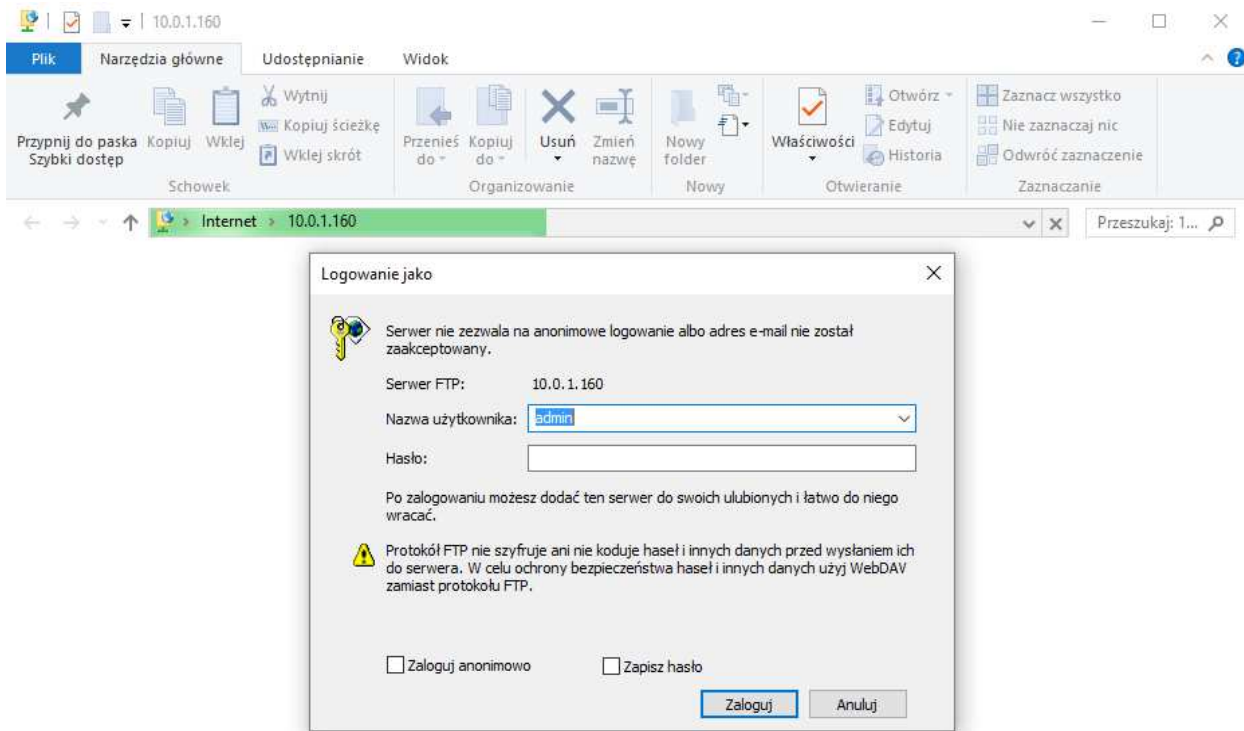 10.0.1.160
Plik Narzędzia główne Udostępnianie Widok
Przypnij do paska Szybki dostęp
Kopiuj
Wklej
Wytnij
Kopiuj ścieżkę
Wklej skrót
Schowek
Przenieś do
Kopiuj do
Usuń
Zmień nazwę
Organizowanie
Nowy folder
Nowy
Właściwości
Otwórz
Edytuj
Historia
Otwieranie
Zaznacz wszystko
Nie zaznaczaj nic
Odwróć zaznaczenie
Zaznaczanie
Internet > 10.0.1.160
Przeszukaj: 1...
Logowanie jako
Serwer nie zezwala na anonimowe logowanie albo adres e-mail nie został
zaakceptowany.
Serwer FTP: 10.0.1.160
Nazwa użytkownika: admin
Hasło:
Po zalogowaniu możesz dodać ten serwer do swoich ulubionych i łatwo do niego
wracać.
Protokół FTP nie szyfruje ani nie koduje haseł i innych danych przed wysłaniem ich
do serwera. W celu ochrony bezpieczeństwa haseł i innych danych użyj WebDAV
zamiast protokołu FTP.
Zaloguj anonimowo Zapisz hasło
Zaloguj Anuluj